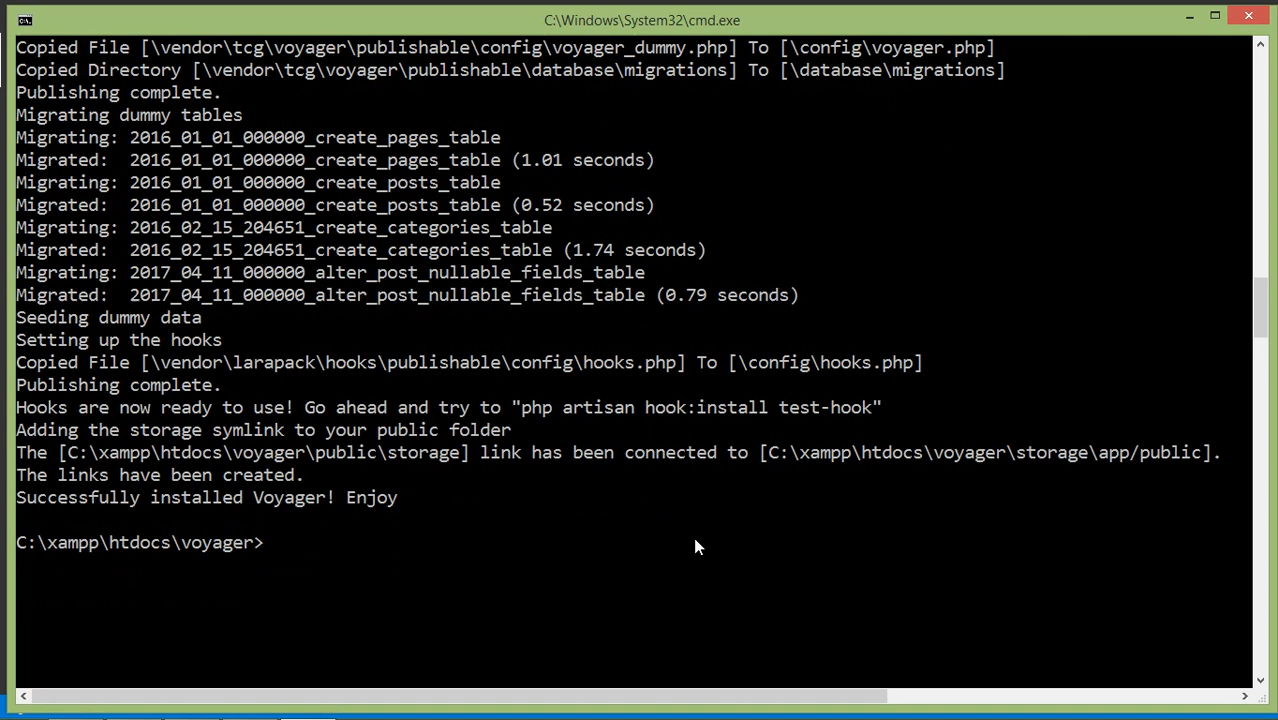 C:\Windows\System32\cmd.exe
Copied File [\vendor\tcg\voyager\publishable\config\voyager_dummy.php] To [\config\voyager.php]
Copied Directory [\vendor\tcg\voyager\publishable\database\migrations] To [\database\migrations]
Publishing complete.
Migrating dummy tables
Migrating: 2016_01_01_000000_create_pages_table
Migrated:  2016_01_01_000000_create_pages_table (1.01 seconds)
Migrating: 2016_01_01_000000_create_posts_table
Migrated:  2016_01_01_000000_create_posts_table (0.52 seconds)
Migrating: 2016_02_15_204651_create_categories_table
Migrated:  2016_02_15_204651_create_categories_table (1.74 seconds)
Migrating: 2017_04_11_000000_alter_post_nullable_fields_table
Migrated:  2017_04_11_000000_alter_post_nullable_fields_table (0.79 seconds)
Seeding dummy data
Setting up the hooks
Copied File [\vendor\larapack\hooks\publishable\config\hooks.php] To [\config\hooks.php]
Publishing complete.
Hooks are now ready to use! Go ahead and try to "php artisan hook:install test-hook"
Adding the storage symlink to your public folder
The [C:\xampp\htdocs\voyager\public\storage] link has been connected to [C:\xampp\htdocs\voyager\storage\app/public].
The links have been created.
Successfully installed Voyager! Enjoy
C:\xampp\htdocs\voyager>